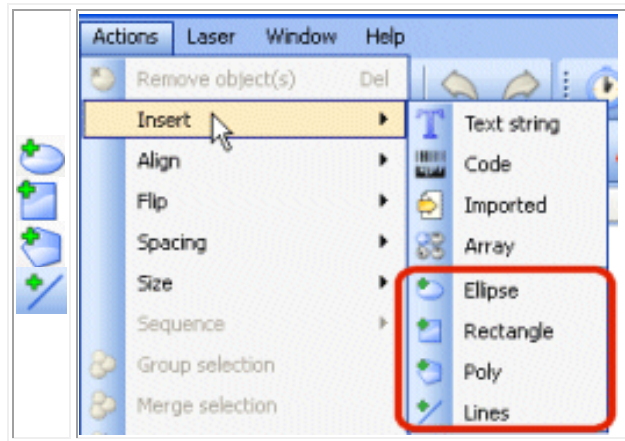 Actions Laser Window Help
Remove object(s) Del
Insert
Align
Flip
Spacing
Size
Sequence
Group selection
Merge selection
Text string
Code
Imported
Array
Ellipse
Rectangle
Poly
Lines